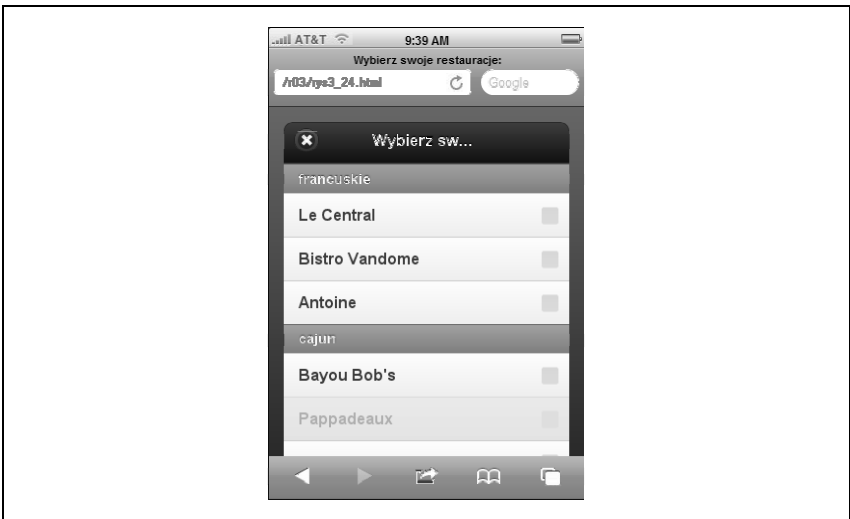 AT&T 9:39 AM
Wybierz swoje restauracje:
/r03/rys3_24.html Google
Wybierz sw...
francuskie
Le Central
Bistro Vandome
Antoine
cajun
Bayou Bob's
Pappadeaux